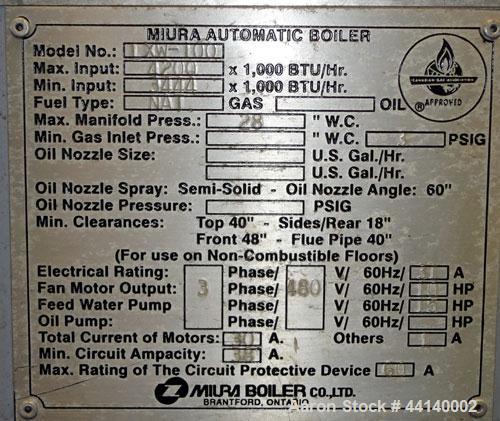 MIURA AUTOMATIC BOILER
Model No.: LXW-100
Max. Input: 4200 x 1,000 BTU/Hr.
Min. Input: 3444 x 1,000 BTU/Hr.
CANADIAN GAS ASSOCIATION
® APPROVED
Fuel Type: NAT GAS OIL
Max. Manifold Press.: 28 " W.C.
Min. Gas Inlet Press.: " W.C. 3 PSIG
Oil Nozzle Size: U.S. Gal./Hr.
U.S. Gal./Hr.
Oil Nozzle Spray: Semi-Solid - Oil Nozzle Angle: 60"
Oil Nozzle Pressure: PSIG
Min. Clearances: Top 40" - Sides/Rear 18"
Front 48" - Flue Pipe 40"
(For use on Non-Combustible Floors)
Electrical Rating: Phase/ V/ 60Hz/ A
Fan Motor Output: 3 Phase/ 480 V/ 60Hz/ HP
Feed Water Pump Phase/ V/ 60Hz/ HP
Oil Pump: Phase/ V/ 60Hz/ HP
Total Current of Motors: 30 A. Others 1 A
Min. Circuit Ampacity: A.
Max. Rating of The Circuit Protective Device 60 A
MIURA BOILER CO., LTD.
BRANTFORD, ONTARIO
Aaron Stock # 44140002